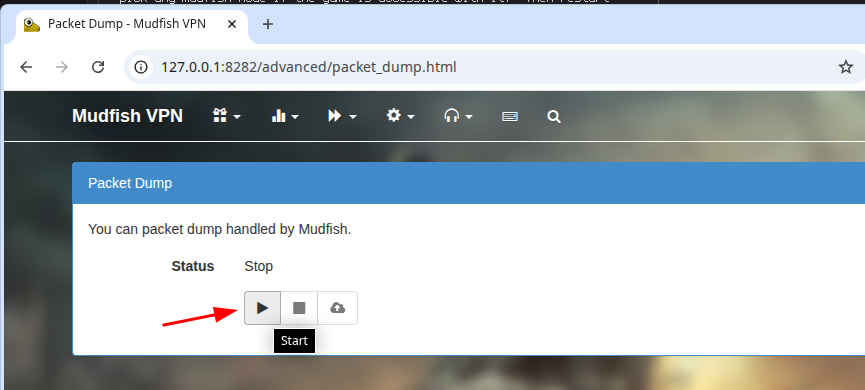 Packet Dump - Mudfish VPN
127.0.0.1:8282/advanced/packet_dump.html
Mudfish VPN
Packet Dump
You can packet dump handled by Mudfish.
Status Stop
Start